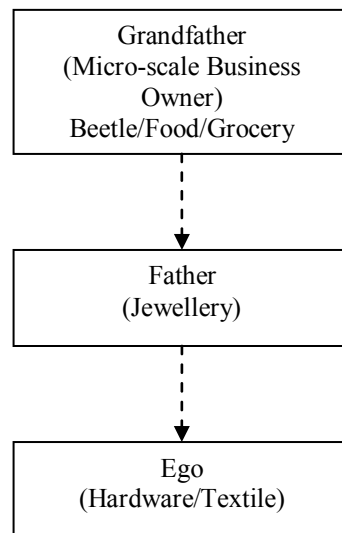 Grandfather
(Micro-scale Business
Owner)
Beetle/Food/Grocery
Father
(Jewellery)
Ego
(Hardware/Textile)